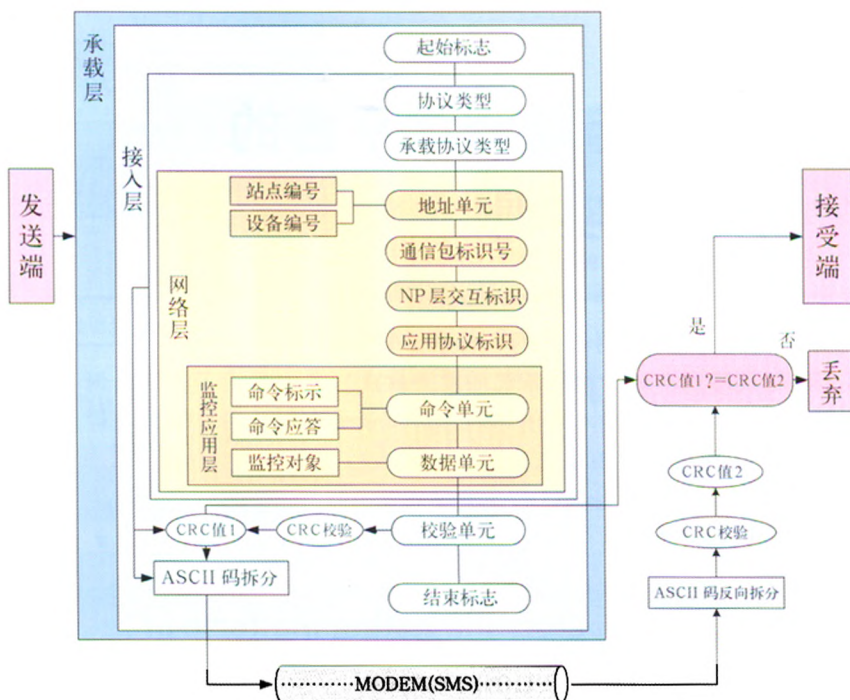 承载层
起始标志
协议类型
承载协议类型
接入层
发送端
站点编号
设备编号
地址单元
通信包标识号
网络层
NP层交互标识
应用协议标识
监控应用层
命令标示
命令应答
命令单元
监控对象
数据单元
CRC值1
CRC校验
校验单元
ASCII码拆分
结束标志
MODEM(SMS)
接受端
是
否
CRC值1?=CRC值2
丢弃
CRC值2
CRC校验
ASCII码反向拆分